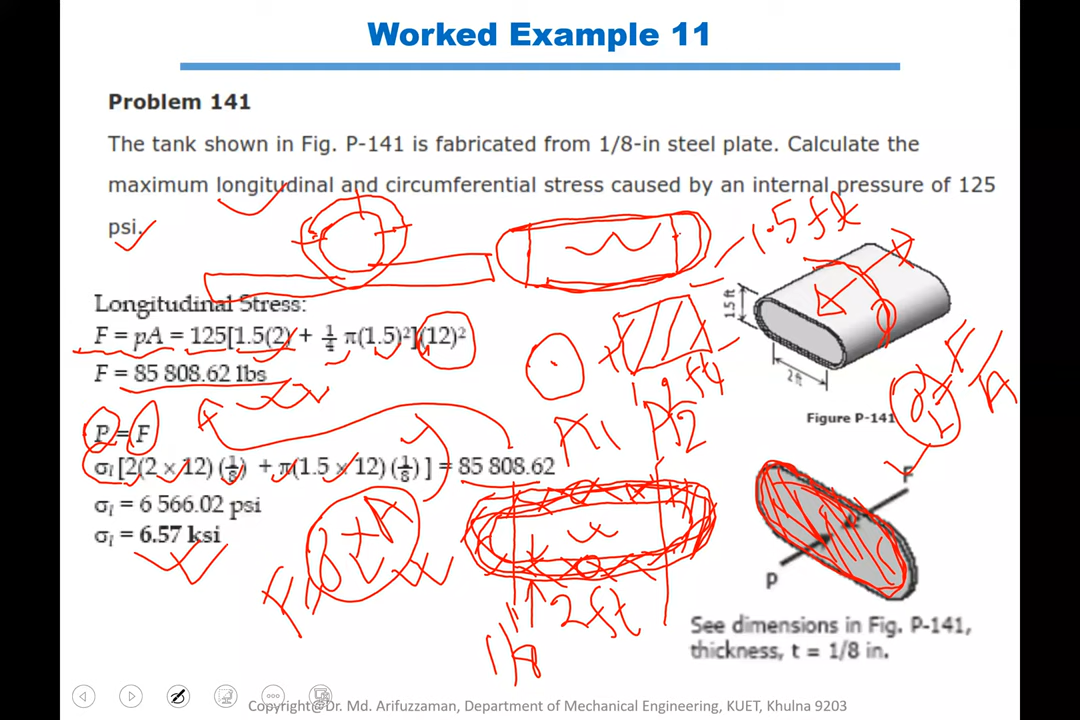 Worked Example 11
Problem 141
The tank shown in Fig. P-141 is fabricated from 1/8-in steel plate. Calculate the
maximum longitudinal and circumferential stress caused by an internal pressure of 125
psi.
1.5 ft
Longitudinal Stress:
F = pA = 125[1.5(2) + ¼ π(1.5)²](12)²
F = 85 808.62 lbs
P = F
σₗ [2(2 × 12)(⅛) + π(1.5 × 12)(⅛)] = 85 808.62
σₗ = 6 566.02 psi
σₗ = 6.57 ksi
1.5 ft
2 ft
Figure P-141
A1
2ft
1/8"
F
P
See dimensions in Fig. P-141,
thickness, t = 1/8 in.
Copyright@Dr. Md. Arifuzzaman, Department of Mechanical Engineering, KUET, Khulna 9203